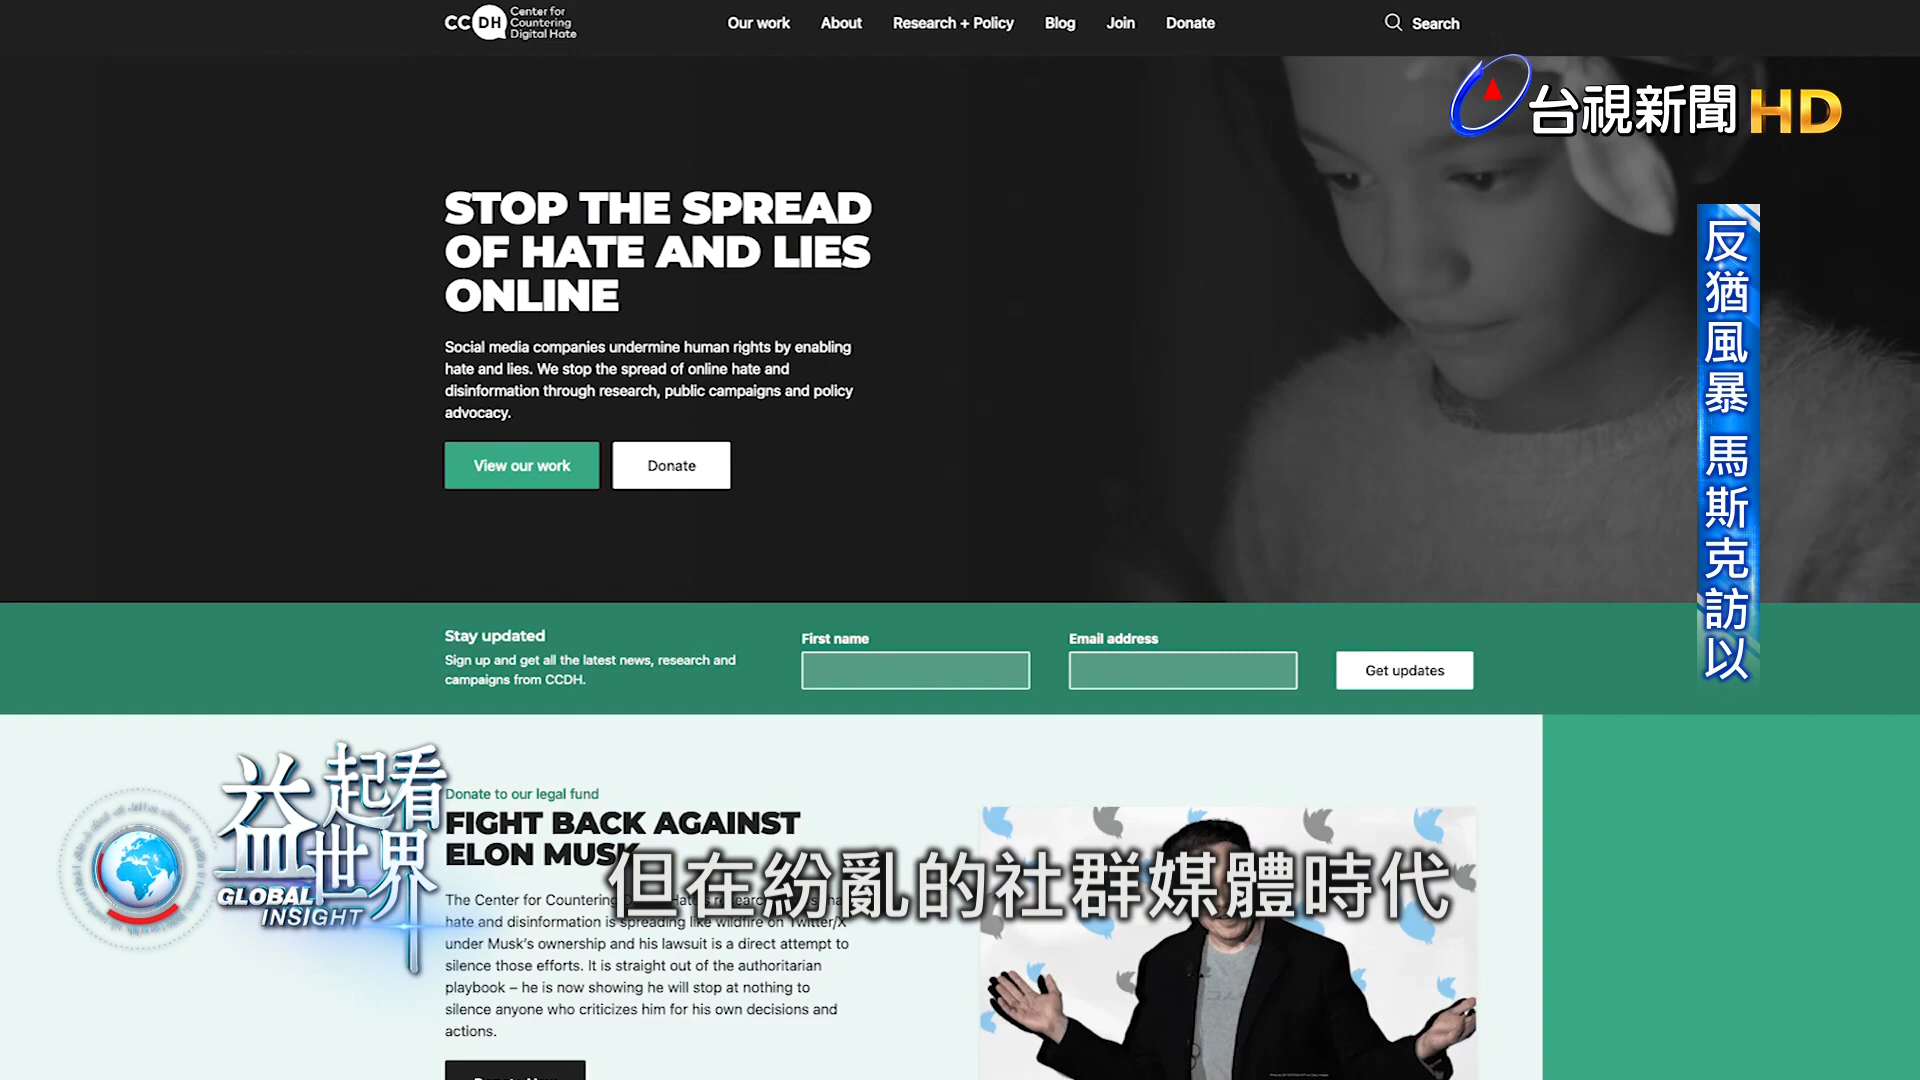 CCDH Center for
Countering
Digital Hate
Our work
About
Research + Policy
Blog
Join
Donate
Search
台視新聞 HD
STOP THE SPREAD
OF HATE AND LIES
ONLINE
Social media companies undermine human rights by enabling
hate and lies. We stop the spread of online hate and
disinformation through research, public campaigns and policy
advocacy.
View our work
Donate
反猶風暴 馬斯克訪以
Stay updated
Sign up and get all the latest news, research and
campaigns from CCDH.
First name
Email address
Get updates
益起看
世界
GLOBAL
INSIGHT
Donate to our legal fund
FIGHT BACK AGAINST
ELON MUSK
但在紛亂的社群媒體時代
The Center for Countering
hate and disinformation is spreading like wildfire on Twitter/X
under Musk's ownership and his lawsuit is a direct attempt to
silence those efforts. It is straight out of the authoritarian
playbook – he is now showing he will stop at nothing to
silence anyone who criticizes him for his own decisions and
actions.